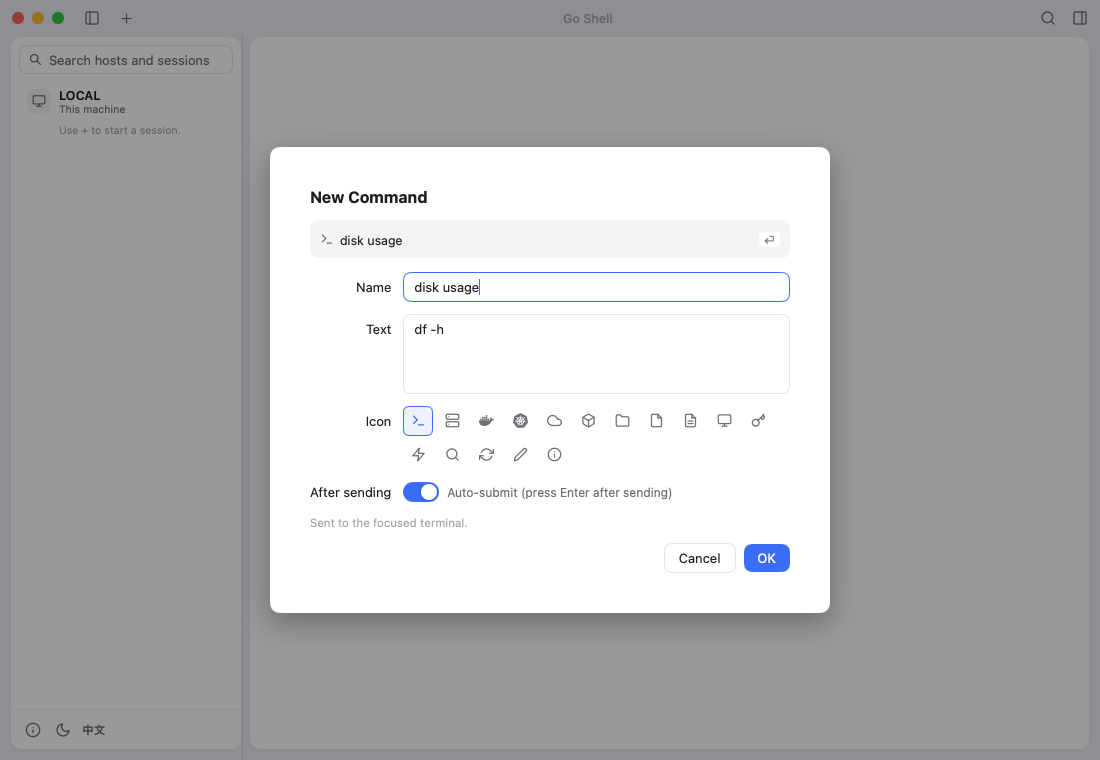 Go Shell
Search hosts and sessions
LOCAL
This machine
Use + to start a session.
New Command
disk usage
Name
disk usage
Text
df -h
Icon
After sending
Auto-submit (press Enter after sending)
Sent to the focused terminal.
Cancel
OK
中文